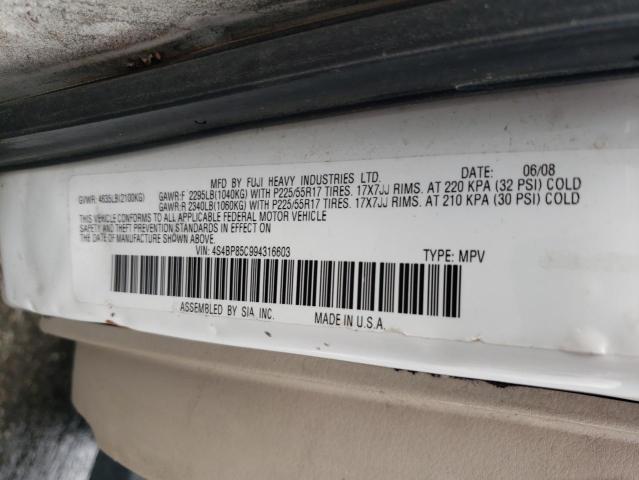 MFD BY FUJI HEAVY INDUSTRIES LTD. DATE: 06/08
GVWR: 4635LB(2100KG) GAWR:F 2295LB(1040KG) WITH P225/55R17 TIRES. 17X7JJ RIMS. AT 220 KPA (32 PSI) COLD
GAWR:R 2340LB(1060KG) WITH P225/55R17 TIRES. 17X7JJ RIMS. AT 210 KPA (30 PSI) COLD
THIS VEHICLE CONFORMS TO ALL APPLICABLE FEDERAL MOTOR VEHICLE
SAFETY AND THEFT PREVENTION STANDARDS IN EFFECT ON
THE DATE OF MANUFACTURE SHOWN ABOVE.
VIN: 4S4BP85C994316603 TYPE: MPV
ASSEMBLED BY SIA INC. MADE IN U.S.A.